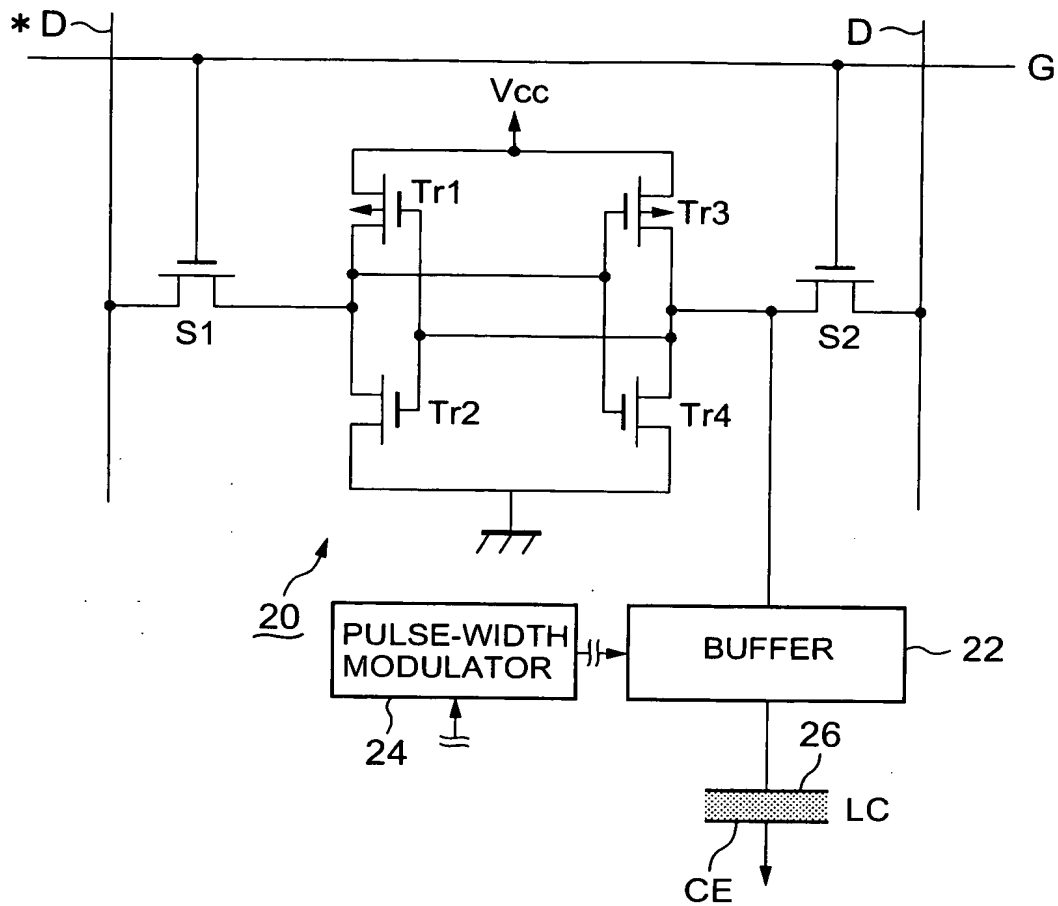 * D
D
G
Vcc
Tr1
Tr3
S1
S2
Tr2
Tr4
20
PULSE-WIDTH
MODULATOR
BUFFER
22
24
26
LC
CE